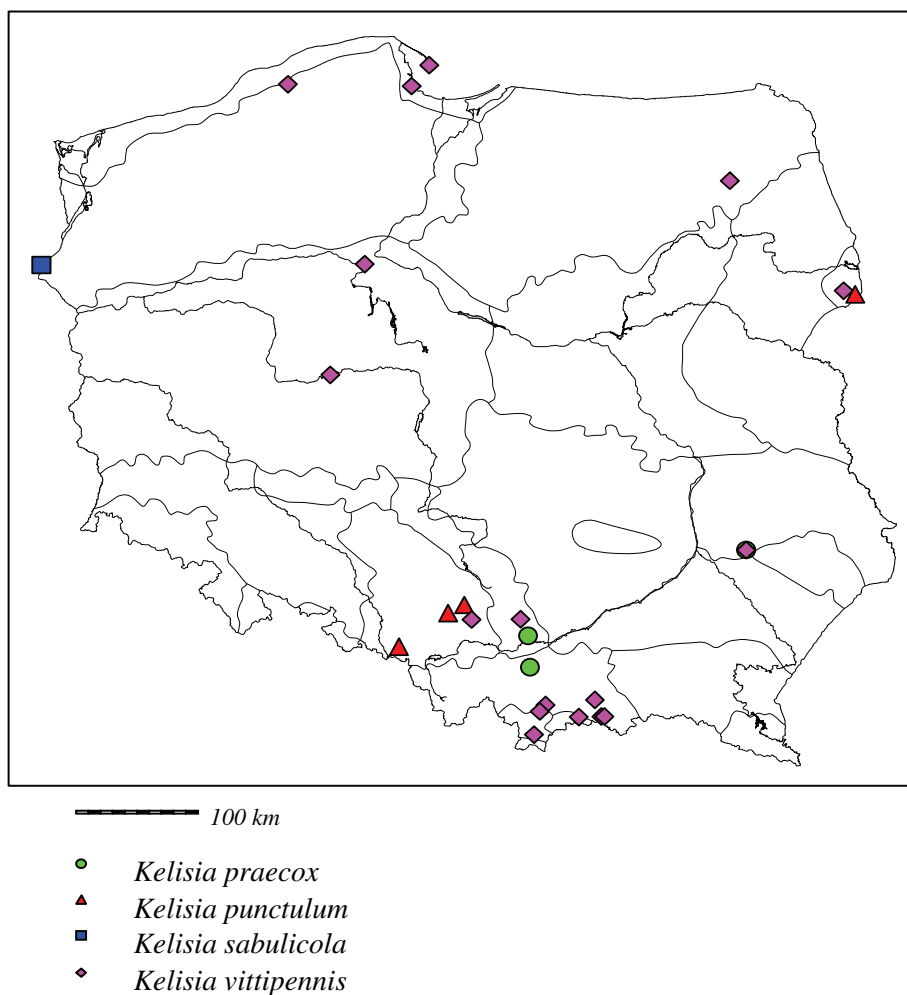 100 km
Kelisia praecox
Kelisia punctulum
Kelisia sabulicola
Kelisia vittipennis